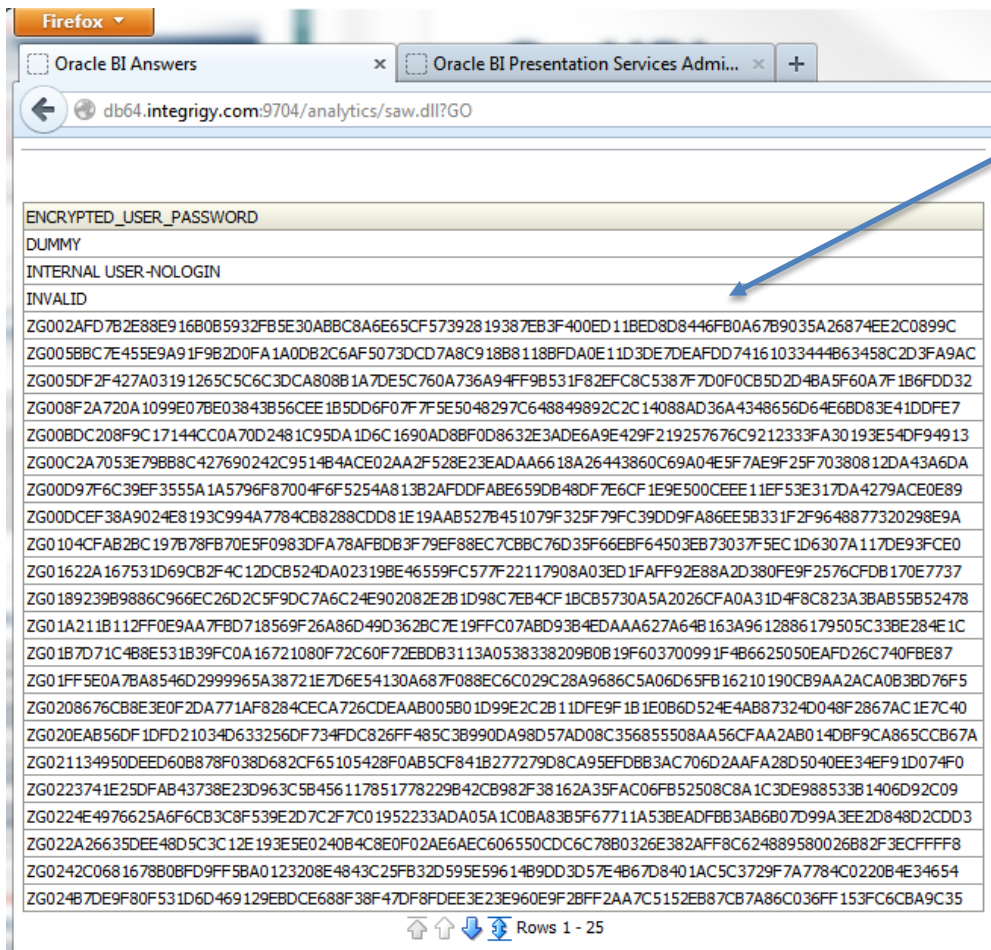 Firefox
Oracle BI Answers
Oracle BI Presentation Services Admi...
db64.integrigy.com:9704/analytics/saw.dll?GO
ENCRYPTED_USER_PASSWORD
DUMMY
INTERNAL USER-NOLOGIN
INVALID
ZG002AFD7B2E88E916B0B5932FB5E30ABBC8A6E65CF57392819387EB3F400ED11BED8D8446FB0A67B9035A26874EE2C0899C
ZG005BBC7E455E9A91F9B2D0FA1A0DB2C6AF5073DCD7A8C918B8118BFDA0E11D3DE7DEAFDD74161033444B63458C2D3FA9AC
ZG005DF2F427A03191265C5C6C3DCA808B1A7DE5C760A736A94FF9B531F82EFC8C5387F7D0F0CB5D2D4BA5F60A7F1B6FDD32
ZG008F2A720A1099E07BE03843B56CEE1B5DD6F07F7F5E5048297C648849892C2C14088AD36A4348656D64E6BD83E41DDFE7
ZG00BDC208F9C17144CC0A70D2481C95DA1D6C1690AD8BF0D8632E3ADE6A9E429F219257676C9212333FA30193E54DF94913
ZG00C2A7053E79BB8C427690242C9514B4ACE02AA2F528E23EADAA6618A26443860C69A04E5F7AE9F25F70380812DA43A6DA
ZG00D97F6C39EF3555A1A5796F87004F6F5254A813B2AFDDFABE659DB48DF7E6CF1E9E500CEEE11EF53E317DA4279ACE0E89
ZG00DCEF38A9024E8193C994A7784CB8288CDD81E19AAB527B451079F325F79FC39DD9FA86EE5B331F2F9648877320298E9A
ZG0104CFAB2BC197B78FB70E5F0983DFA78AFBDB3F79EF88EC7CBBC76D35F66EBF64503EB73037F5EC1D6307A117DE93FCE0
ZG01622A167531D69CB2F4C12DCB524DA02319BE46559FC577F22117908A03ED1FAFF92E88A2D380FE9F2576CFDB170E7737
ZG0189239B9886C966EC26D2C5F9DC7A6C24E902082E2B1D98C7EB4CF1BCB5730A5A2026CFA0A31D4F8C823A3BAB55B52478
ZG01A211B112FF0E9AA7FBD718569F26A86D49D362BC7E19FFC07ABD93B4EDAAA627A64B163A9612886179505C33BE284E1C
ZG01B7D71C4B8E531B39FC0A16721080F72C60F72EBDB3113A0538338209B0B19F603700991F4B6625050EAFD26C740FBE87
ZG01FF5E0A7BA8546D2999965A38721E7D6E54130A687F088EC6C029C28A9686C5A06D65FB16210190CB9AA2ACA0B3BD76F5
ZG0208676CB8E3E0F2DA771AF8284CECA726CDEAAB005B01D99E2C2B11DFE9F1B1E0B6D524E4AB87324D048F2867AC1E7C40
ZG020EAB56DF1DFD21034D633256DF734FDC826FF485C3B990DA98D57AD08C356855508AA56CFAA2AB014DBF9CA865CCB67A
ZG021134950DEED60B878F038D682CF65105428F0AB5CF841B277279D8CA95EFDBB3AC706D2AAFA28D5040EE34EF91D074F0
ZG0223741E25DFAB43738E23D963C5B456117851778229B42CB982F38162A35FAC06FB52508C8A1C3DE988533B1406D92C09
ZG0224E4976625A6F6CB3C8F539E2D7C2F7C01952233ADA05A1C0BA83B5F67711A53BEADFBB3AB6B07D99A3EE2D848D2CDD3
ZG022A26635DEE48D5C3C12E193E5E0240B4C8E0F02AE6AEC606550CDC6C78B0326E382AFF8C624889580026B82F3ECFFFF8
ZG0242C0681678B0BFD9FF5BA0123208E4843C25FB32D595E59614B9DD3D57E4B67D8401AC5C3729F7A7784C0220B4E34654
ZG024B7DE9F80F531D6D469129EBDCE688F38F47DF8FDEE3E23E960E9F2BFF2AA7C5152EB87CB7A86C036FF153FC6CBA9C35
Rows 1 - 25